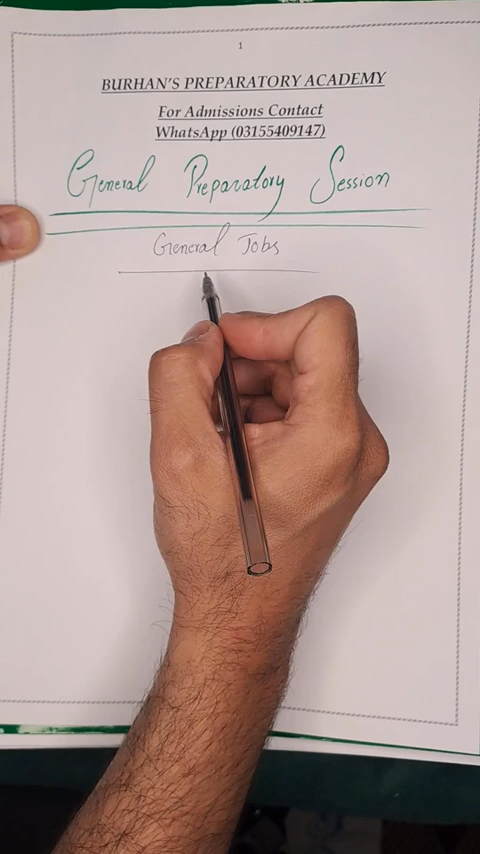 1
BURHAN'S PREPARATORY ACADEMY
For Admissions Contact
WhatsApp (03155409147)
General Preparatory Session
General Jobs